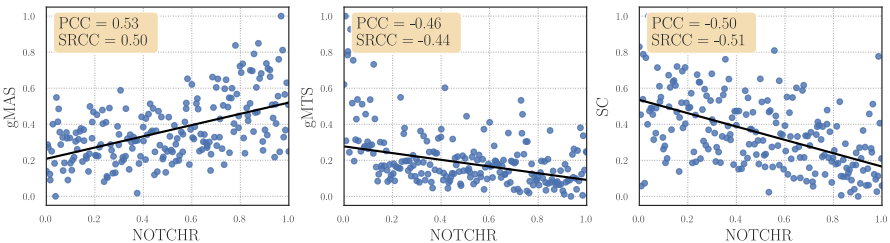 PCC = 0.53
SRCC = 0.50
1.0
0.8
0.6
0.4
0.2
0.0
gMAS
0.0 0.2 0.4 0.6 0.8 1.0
NOTCHR
PCC = -0.46
SRCC = -0.44
1.0
0.8
0.6
0.4
0.2
0.0
gMTS
0.0 0.2 0.4 0.6 0.8 1.0
NOTCHR
PCC = -0.50
SRCC = -0.51
1.0
0.8
0.6
0.4
0.2
0.0
SC
0.0 0.2 0.4 0.6 0.8 1.0
NOTCHR